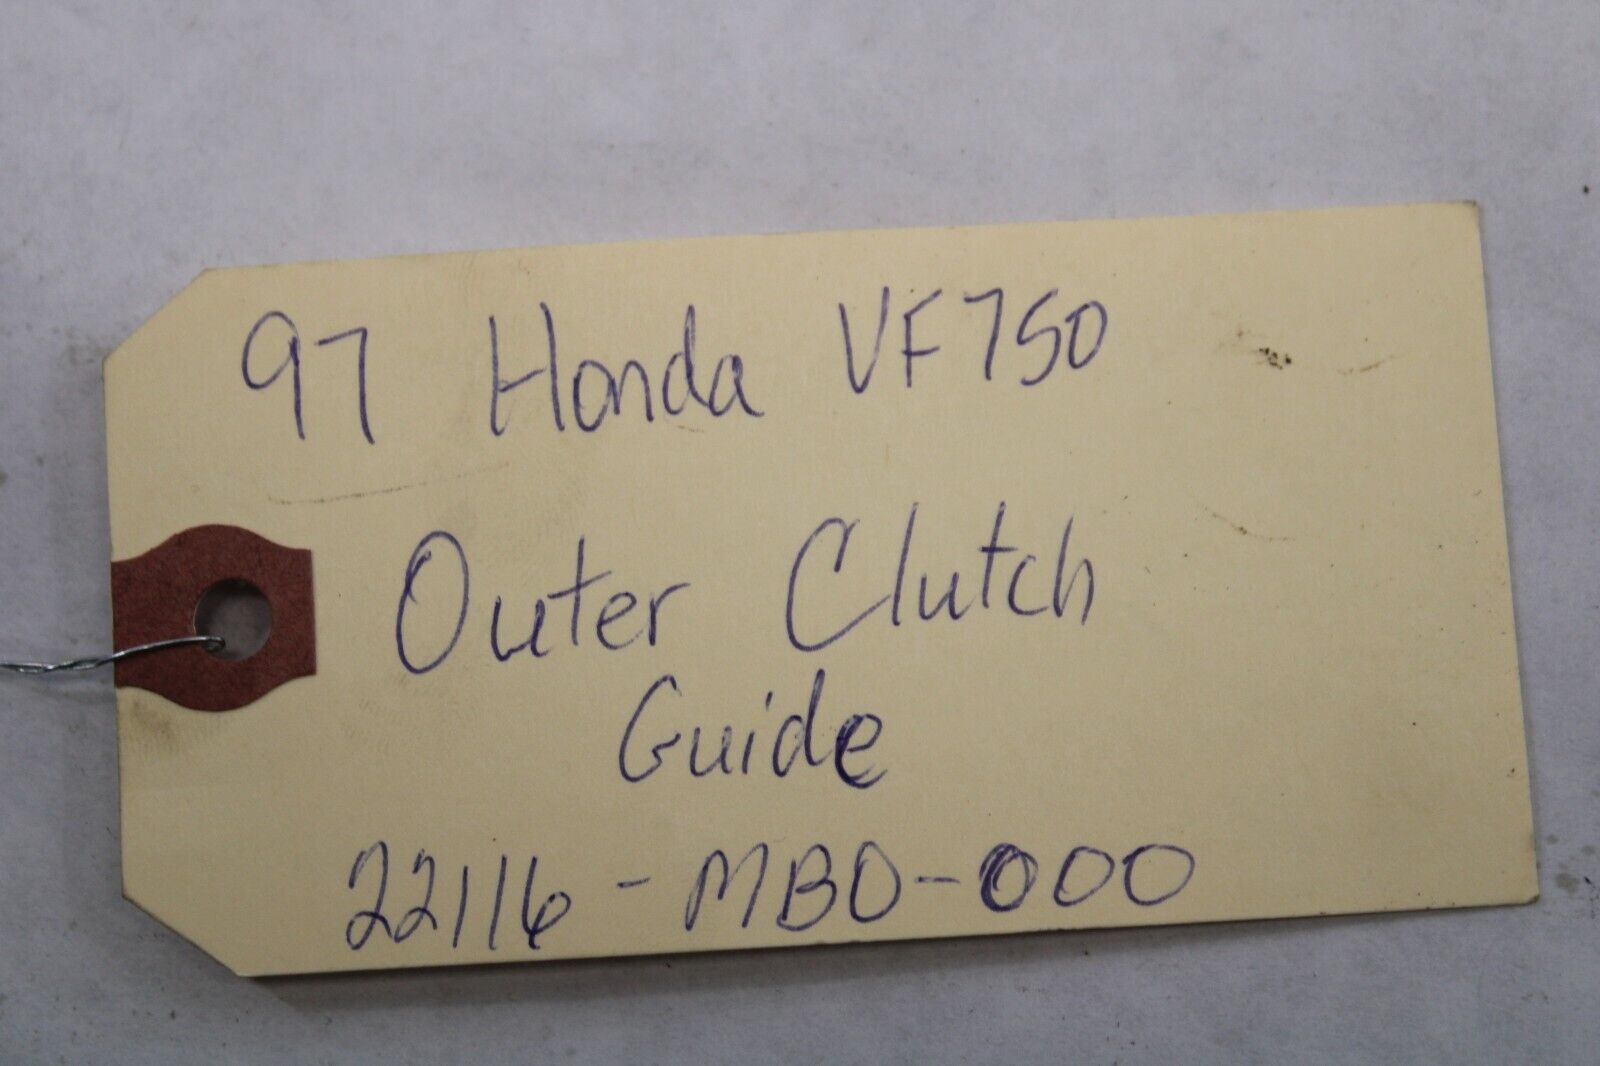 97 Honda VF750
Outer Clutch
Guide
22116-MB0-000